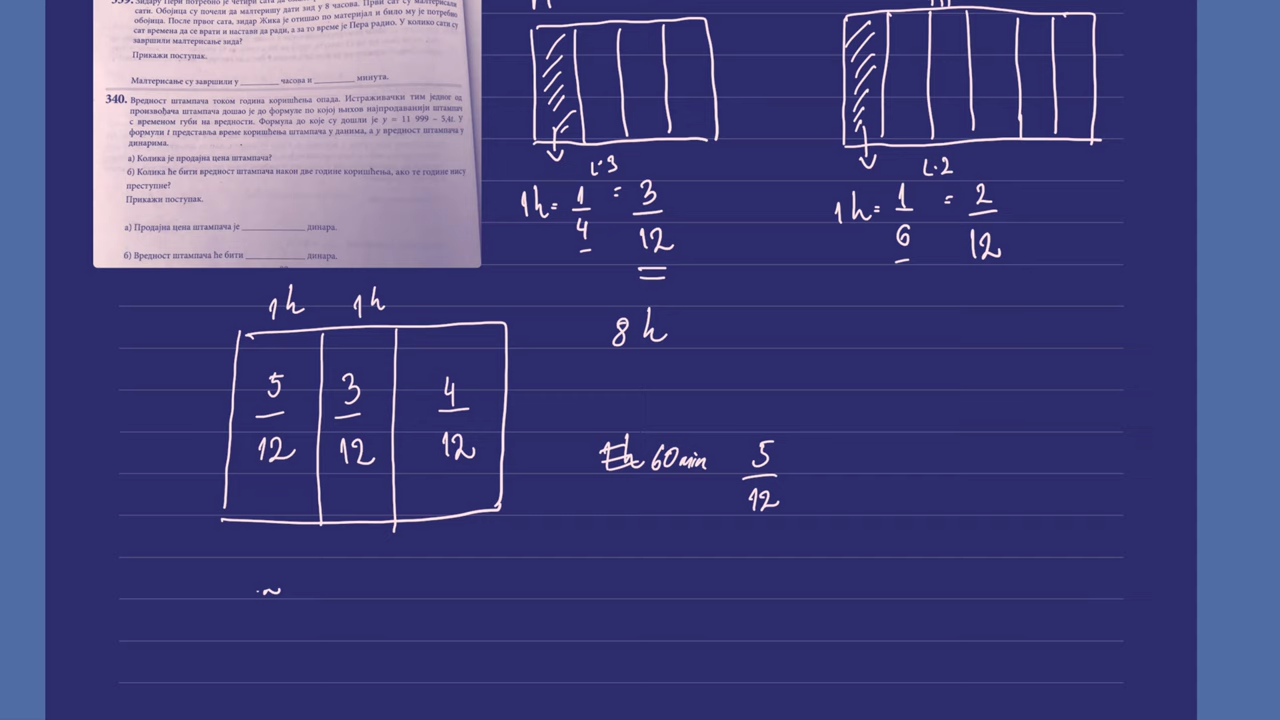 339. Зидару Пери потребно је четири сата да
сати. Обојица су почели да малтеришу дати зид у 8 часова. Први сат су малтерисали
обојица. После првог сата, зидар Жика је отишао по материјал и било му је потребно
сат времена да се врати и настави да ради, а за то време је Пера радио. У колико сати су
завршили малтерисање зида?
Прикажи поступак.
Малтерисање су завршили у ________ часова и ________ минута.
340. Вредност штампача током година коришћења опада. Истраживачки тим једног од
произвођача штампача дошао је до формуле по којој њихов најпродаванији штампач
с временом губи на вредности. Формула до које су дошли је y = 11 999 – 5,4t. У
формули t представља време коришћења штампача у данима, а y вредност штампача у
динарима.
а) Колика је продајна цена штампача?
б) Колика ће бити вредност штампача након две године коришћења, ако те године нису
преступне?
Прикажи поступак.
а) Продајна цена штампача је ____________ динара.
б) Вредност штампача ће бити ____________ динара.
1h = 1/4 = 3/12
1h = 1/6 = 2/12
1h 1h
8 h
5/12 3/12 4/12
60 min 5/12